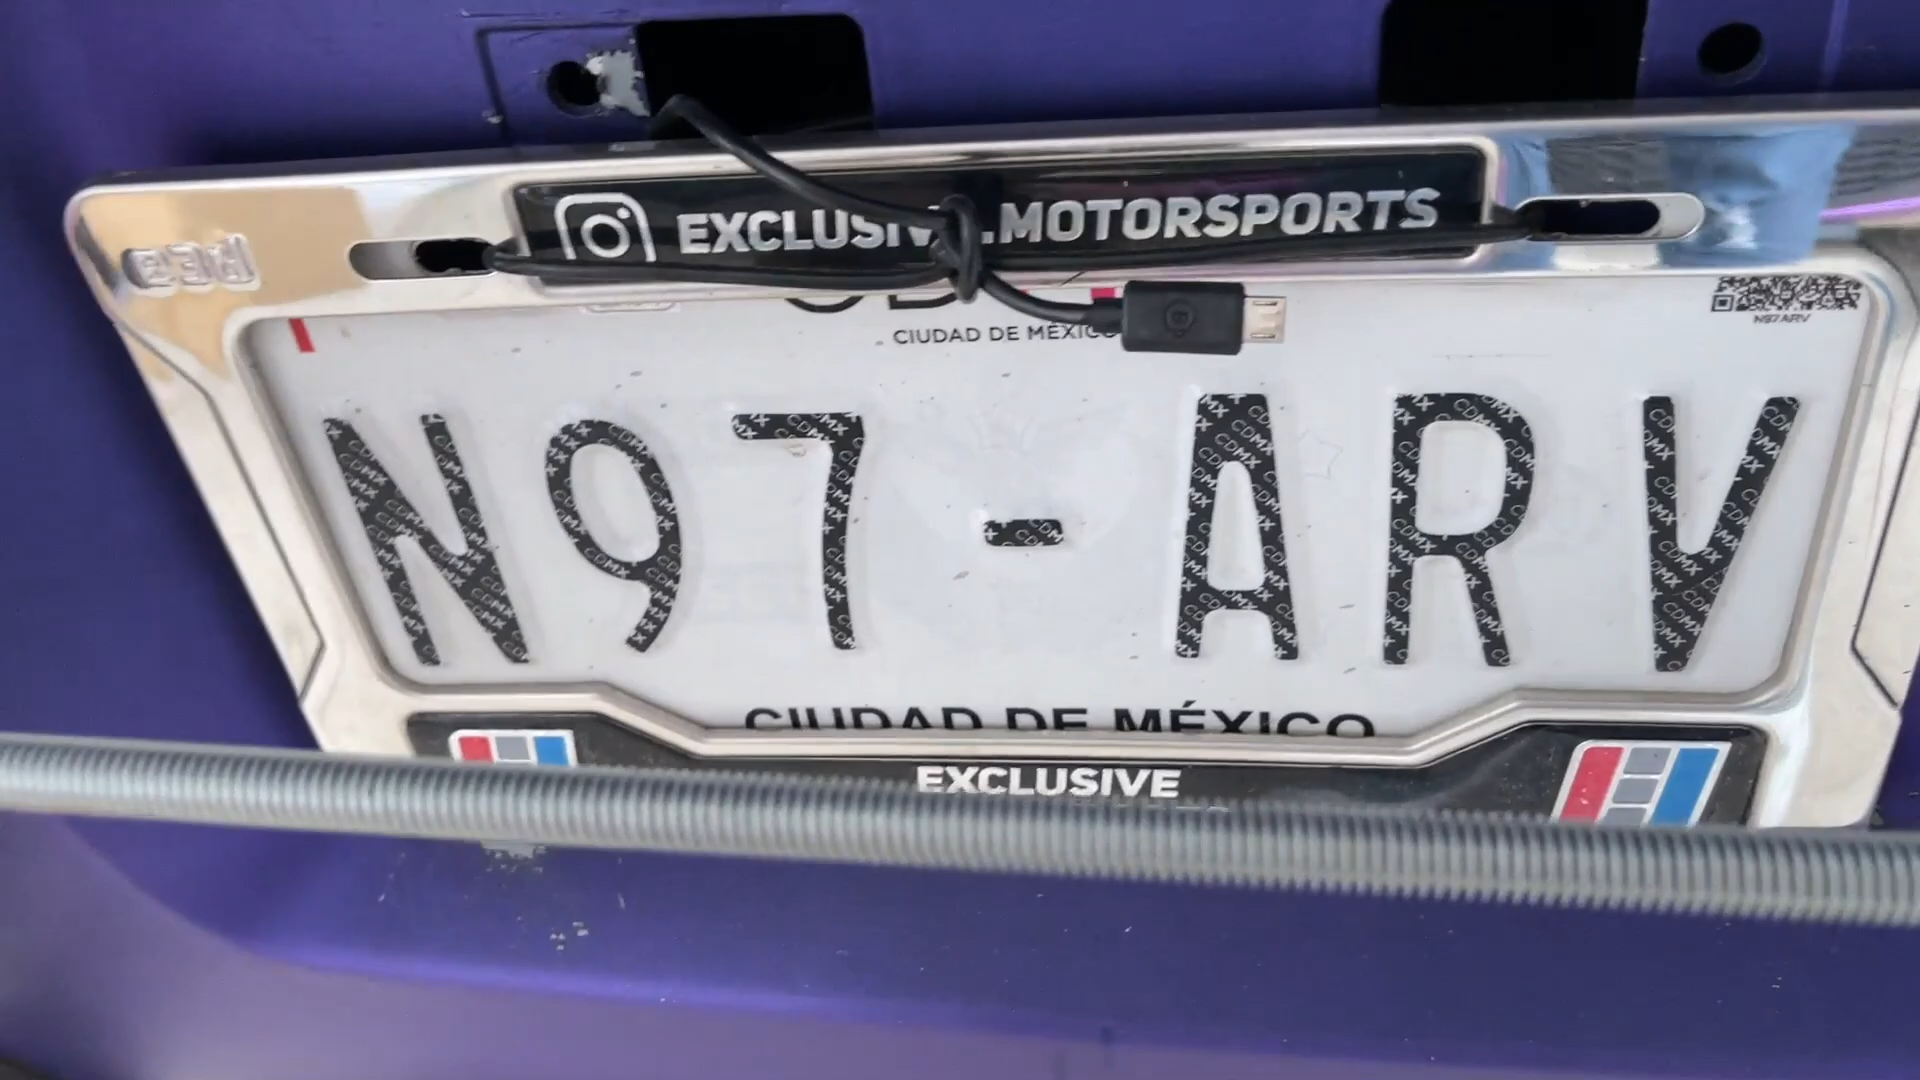 EXCLUSIVE.MOTORSPORTS
CIUDAD DE MÉXICO
N97ARV
N97-ARV
CIUDAD DE MÉXICO
EXCLUSIVE